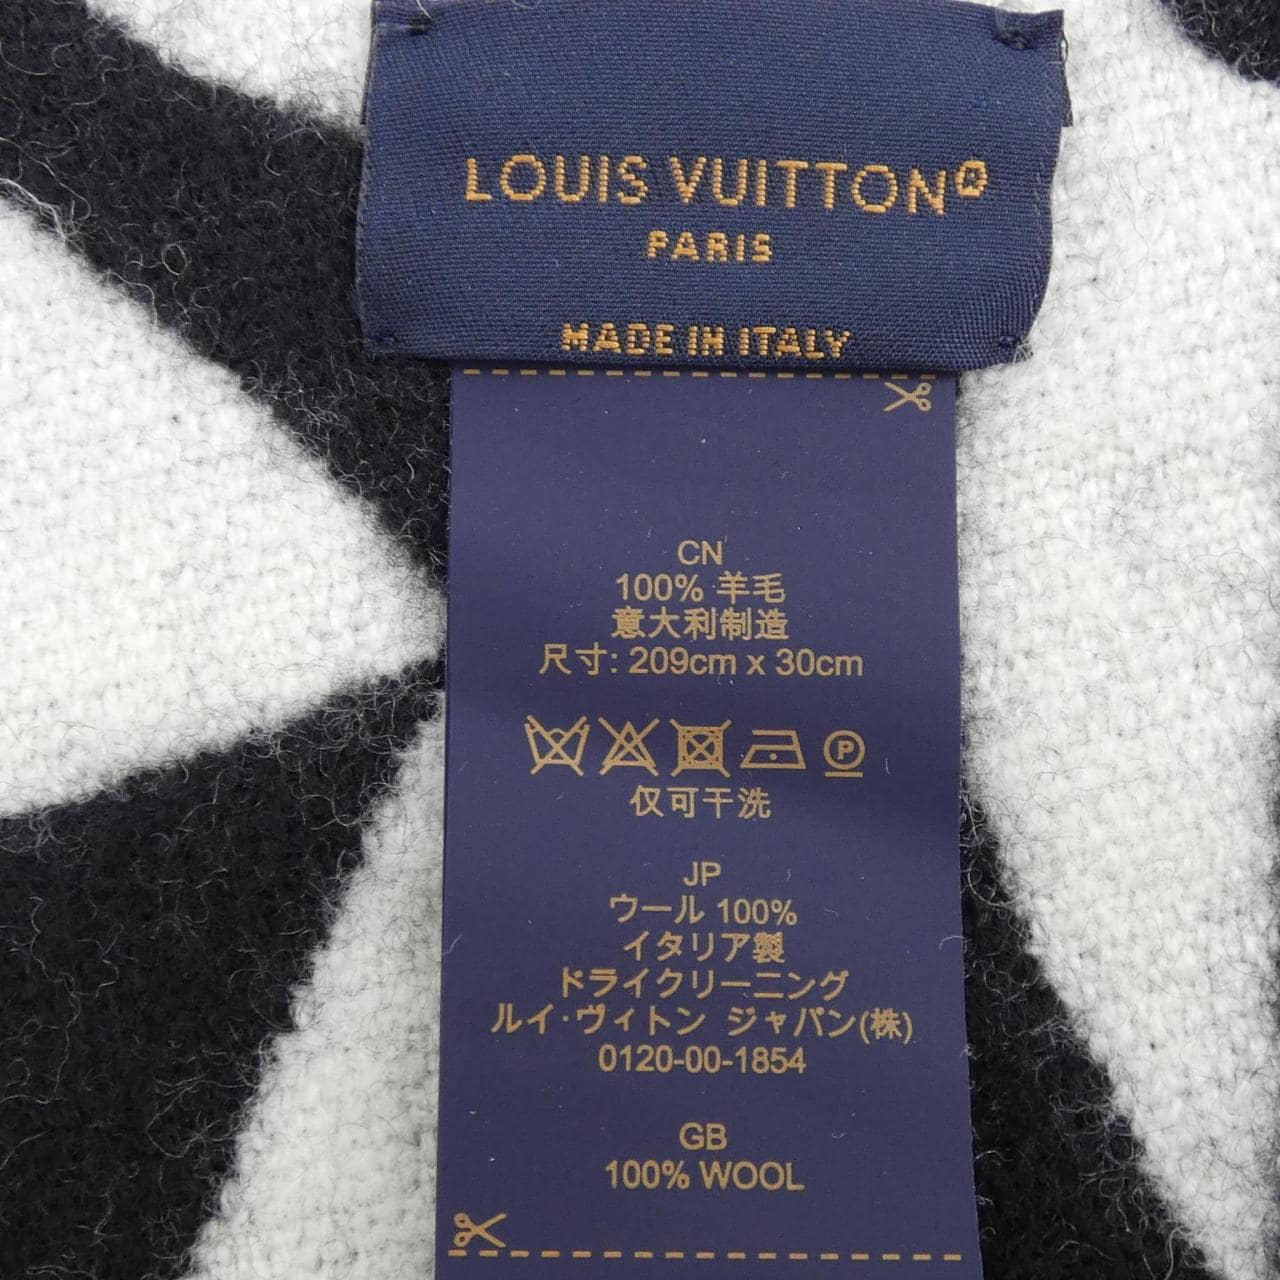 LOUIS VUITTON®
PARIS
MADE IN ITALY
CN
100% 羊毛
意大利制造
尺寸: 209cm x 30cm
P
仅可干洗
JP
ウール 100%
イタリア製
ドライクリーニング
ルイ·ヴィトン ジャパン(株)
0120-00-1854
GB
100% WOOL